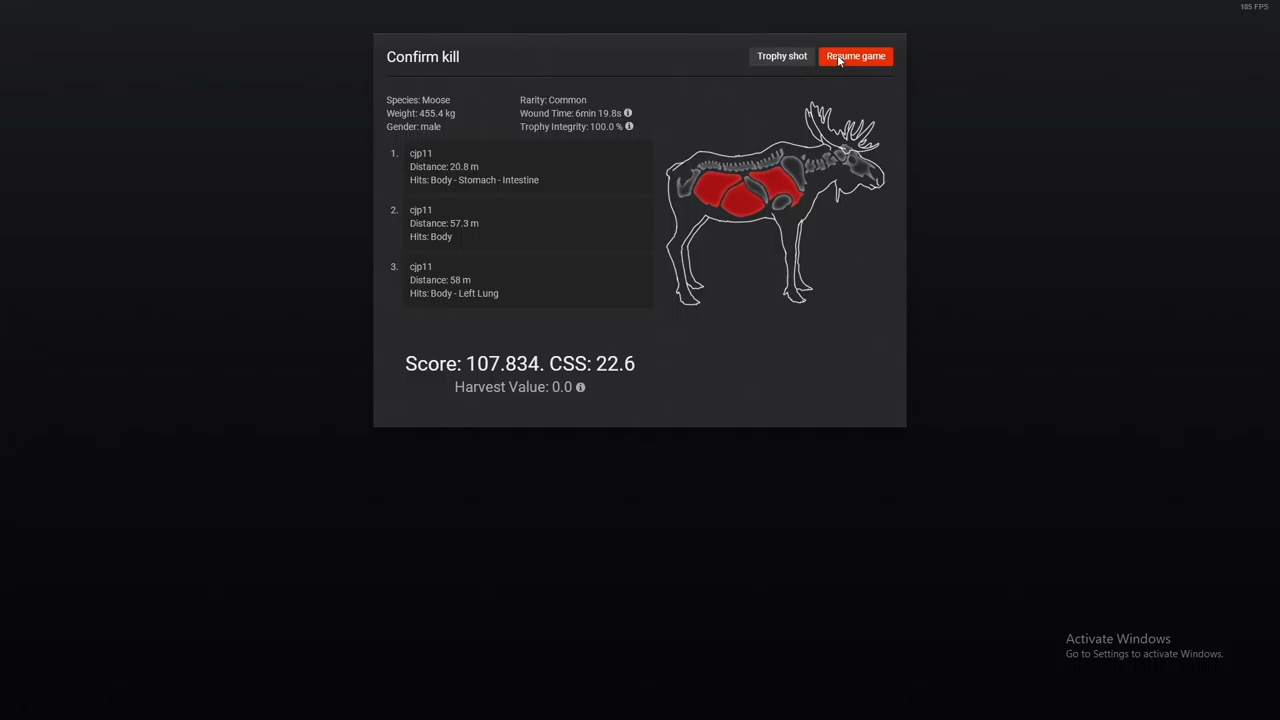 185 FPS
Confirm kill
Trophy shot
Resume game
Species: Moose
Rarity: Common
Weight: 455.4 kg
Wound Time: 6min 19.8s
Gender: male
Trophy Integrity: 100.0 %
1. cjp11
Distance: 20.8 m
Hits: Body - Stomach - Intestine
2. cjp11
Distance: 57.3 m
Hits: Body
3. cjp11
Distance: 58 m
Hits: Body - Left Lung
Score: 107.834. CSS: 22.6
Harvest Value: 0.0
Activate Windows
Go to Settings to activate Windows.